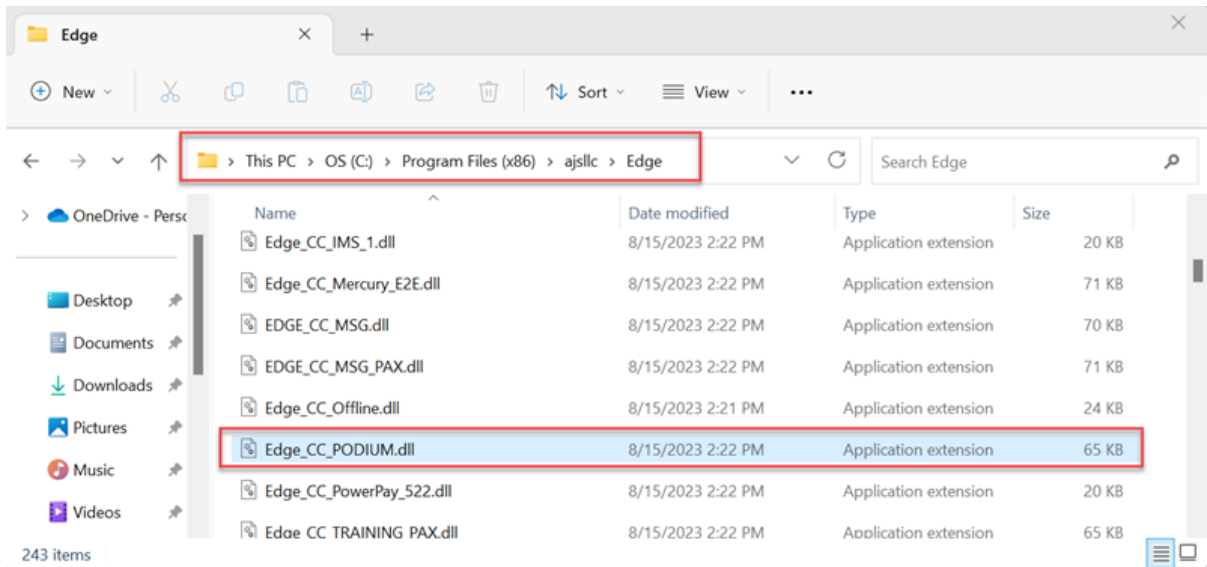 Edge
New
Sort
View
This PC > OS (C:) > Program Files (x86) > ajsllc > Edge
Search Edge
OneDrive - Perso
Desktop
Documents
Downloads
Pictures
Music
Videos
Name Date modified Type Size
Edge_CC_IMS_1.dll 8/15/2023 2:22 PM Application extension 20 KB
Edge_CC_Mercury_E2E.dll 8/15/2023 2:22 PM Application extension 71 KB
EDGE_CC_MSG.dll 8/15/2023 2:22 PM Application extension 70 KB
EDGE_CC_MSG_PAX.dll 8/15/2023 2:22 PM Application extension 71 KB
Edge_CC_Offline.dll 8/15/2023 2:21 PM Application extension 24 KB
Edge_CC_PODIUM.dll 8/15/2023 2:22 PM Application extension 65 KB
Edge_CC_PowerPay_522.dll 8/15/2023 2:22 PM Application extension 20 KB
Edge_CC_TRAINING_PAX.dll 8/15/2023 2:22 PM Application extension 65 KB
243 items